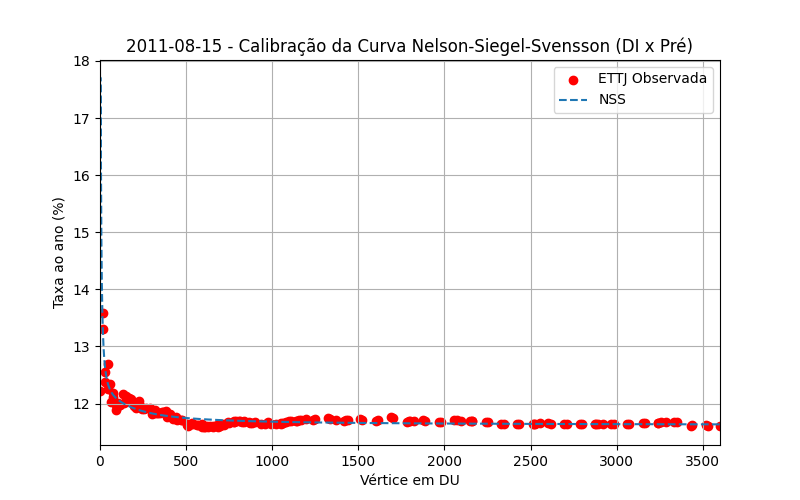 2011-08-15 - Calibração da Curva Nelson-Siegel-Svensson (DI x Pré)
ETTJ Observada
NSS
Taxa ao ano (%)
18
17
16
15
14
13
12
0 500 1000 1500 2000 2500 3000 3500
Vértice em DU